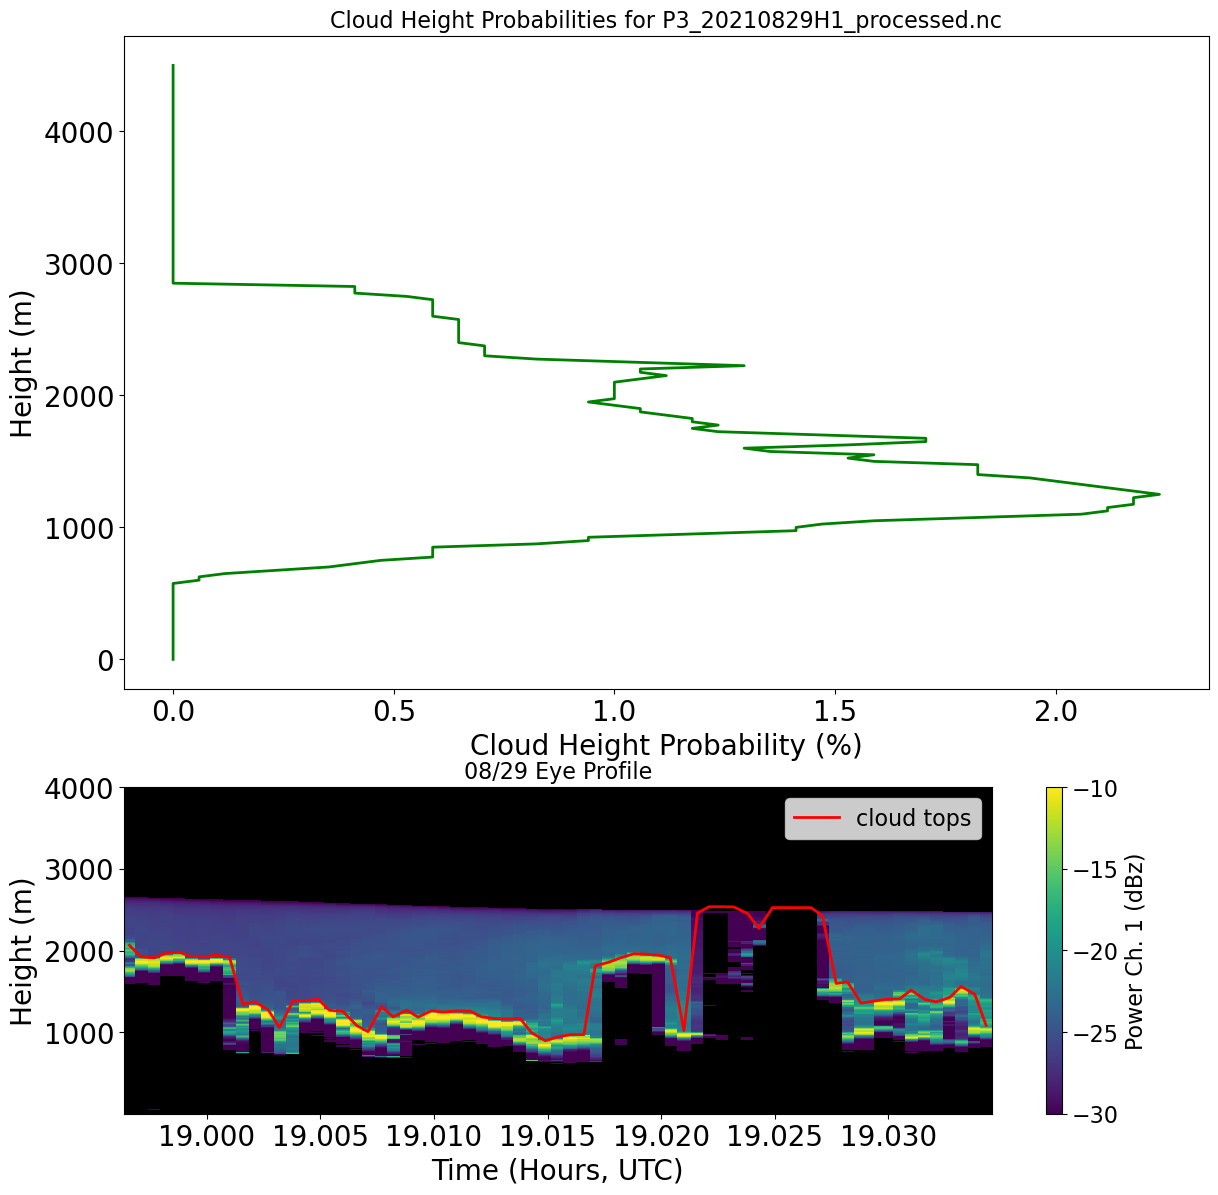 Cloud Height Probabilities for P3_20210829H1_processed.nc
Height (m)
4000
3000
2000
1000
0
0.0 0.5 1.0 1.5 2.0
Cloud Height Probability (%)
08/29 Eye Profile
Height (m)
4000
3000
2000
1000
cloud tops
19.000 19.005 19.010 19.015 19.020 19.025 19.030
Time (Hours, UTC)
−10
−15
−20
−25
−30
Power Ch. 1 (dBz)